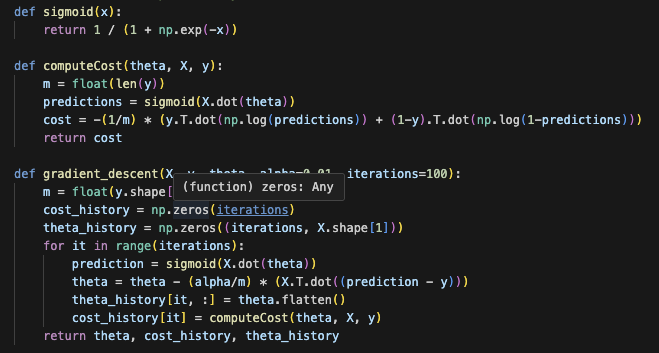 def sigmoid(x):
    return 1 / (1 + np.exp(-x))
def computeCost(theta, X, y):
    m = float(len(y))
    predictions = sigmoid(X.dot(theta))
    cost = -(1/m) * (y.T.dot(np.log(predictions)) + (1-y).T.dot(np.log(1-predictions)))
    return cost
def gradient_descent(X, y, theta, alpha=0.01, iterations=100):
    m = float(y.shape[
(function) zeros: Any
    cost_history = np.zeros(iterations)
    theta_history = np.zeros((iterations, X.shape[1]))
    for it in range(iterations):
        prediction = sigmoid(X.dot(theta))
        theta = theta - (alpha/m) * (X.T.dot((prediction - y)))
        theta_history[it, :] = theta.flatten()
        cost_history[it] = computeCost(theta, X, y)
    return theta, cost_history, theta_history